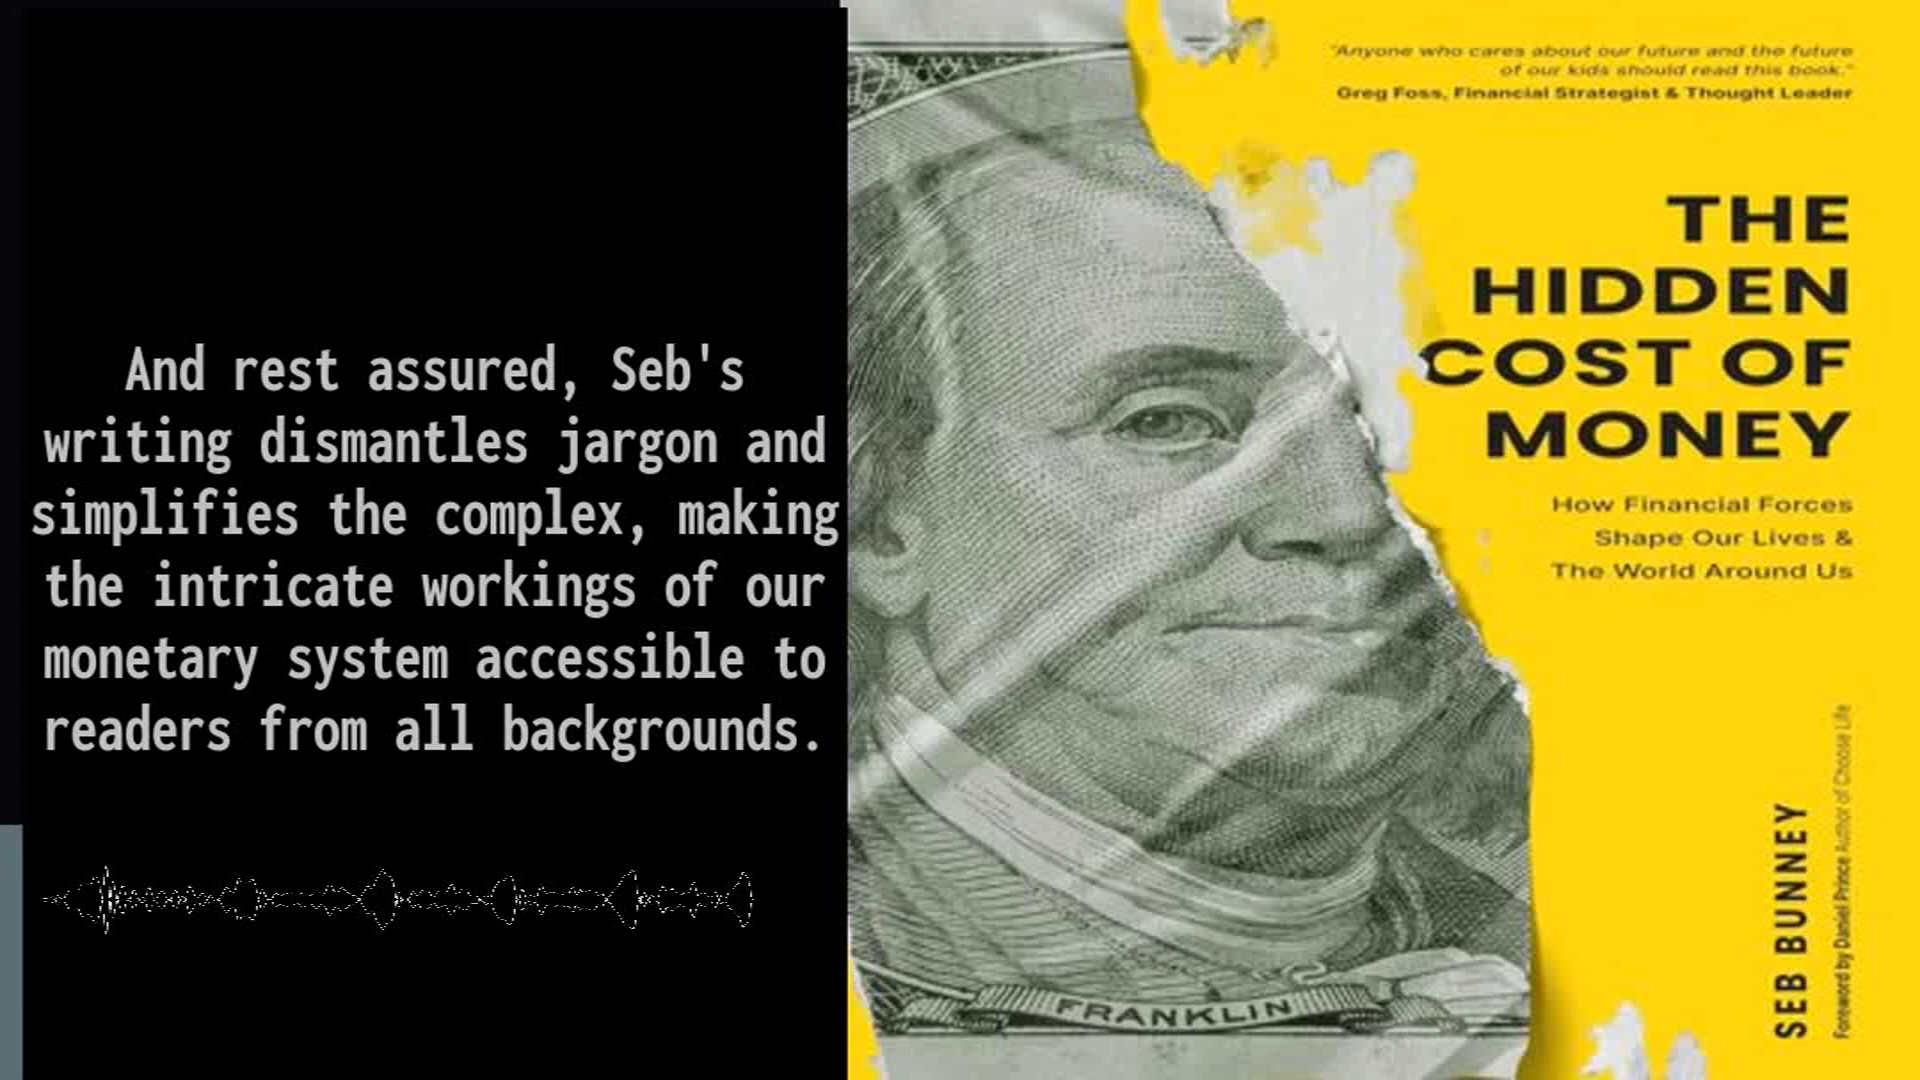 And rest assured, Seb's
writing dismantles jargon and
simplifies the complex, making
the intricate workings of our
monetary system accessible to
readers from all backgrounds.
"Anyone who cares about our future and the future
of our kids should read this book."
Greg Foss, Financial Strategist & Thought Leader
THE
HIDDEN
COST OF
MONEY
How Financial Forces
Shape Our Lives &
The World Around Us
SEB BUNNEY
Foreword by Daniel Prince Author of Choose Life
FRANKLIN